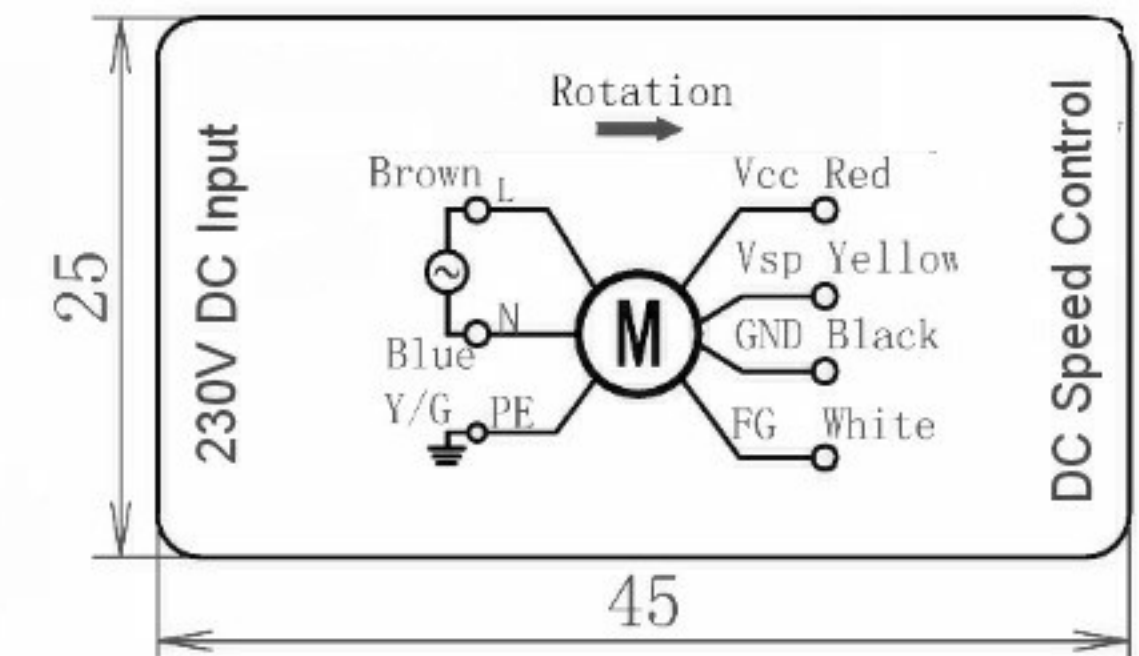 Rotation
Brown L
Vcc Red
Vsp Yellow
N
Blue
GND Black
Y/G PE
FG White
M
230V DC Input
DC Speed Control
25
45